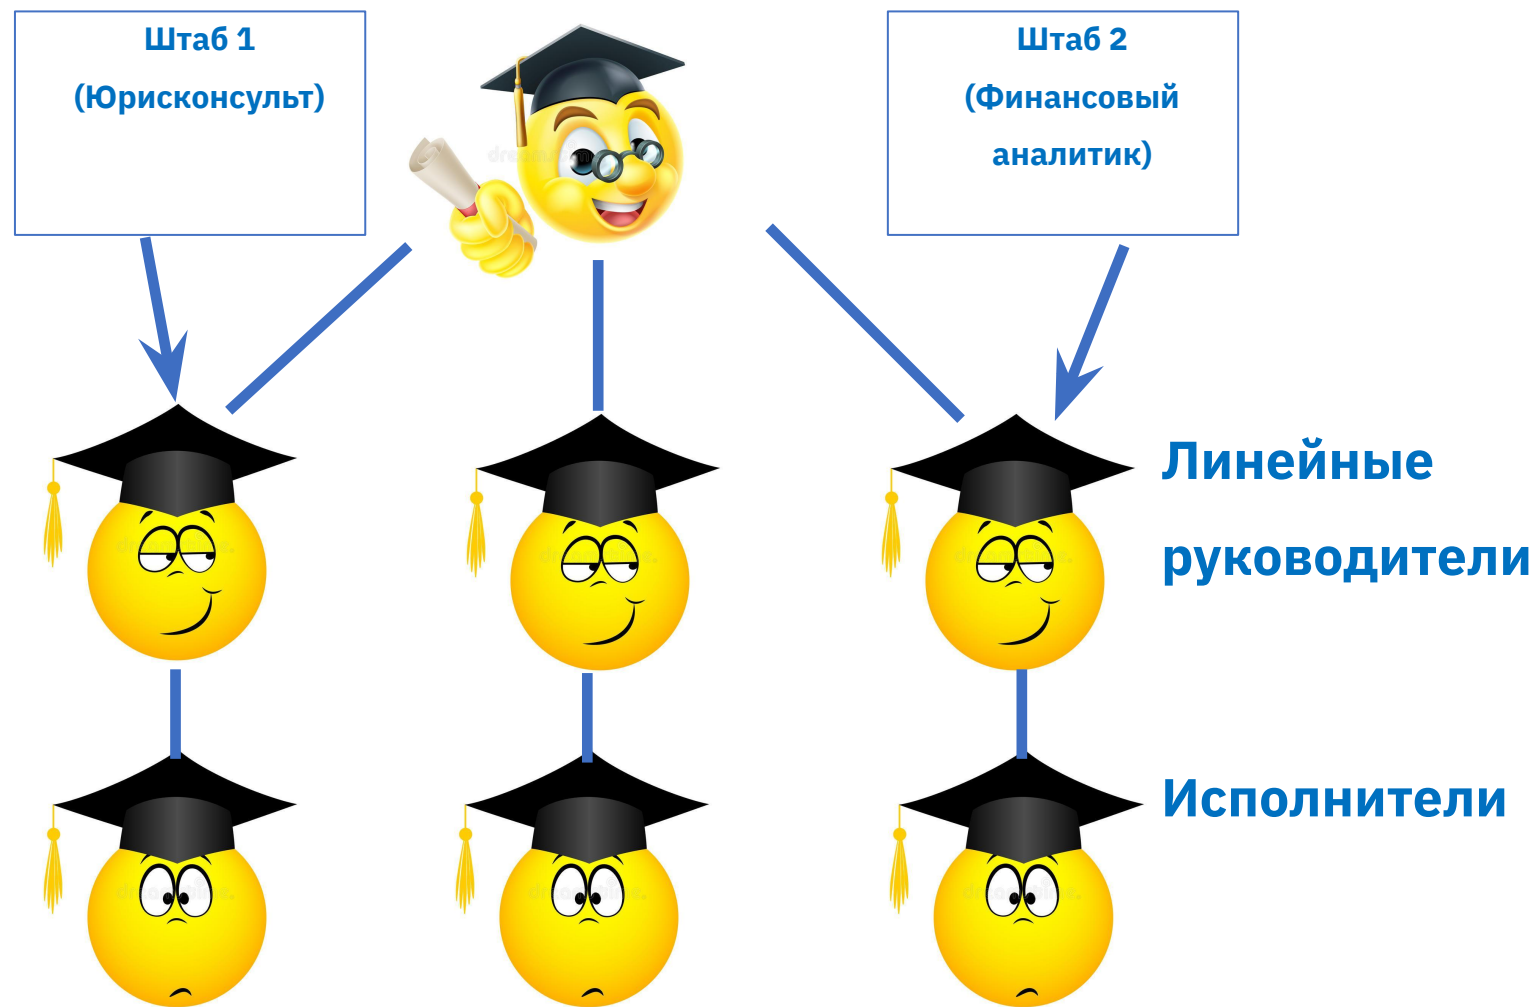 Штаб 1
(Юрисконсульт)
Штаб 2
(Финансовый
аналитик)
Линейные
руководители
Исполнители